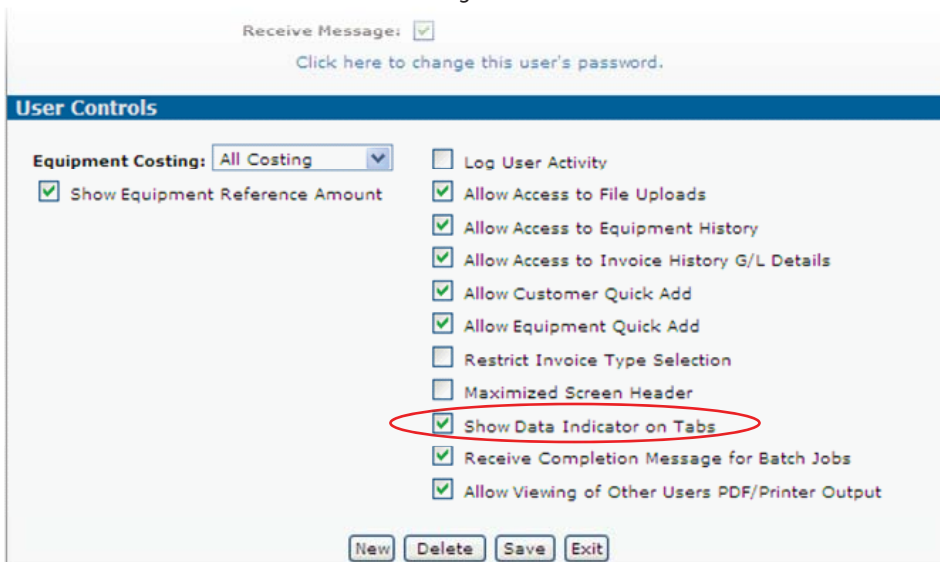 Receive Message:
Click here to change this user's password.
User Controls
Equipment Costing: All Costing
Show Equipment Reference Amount
Log User Activity
Allow Access to File Uploads
Allow Access to Equipment History
Allow Access to Invoice History G/L Details
Allow Customer Quick Add
Allow Equipment Quick Add
Restrict Invoice Type Selection
Maximized Screen Header
Show Data Indicator on Tabs
Receive Completion Message for Batch Jobs
Allow Viewing of Other Users PDF/Printer Output
New Delete Save Exit